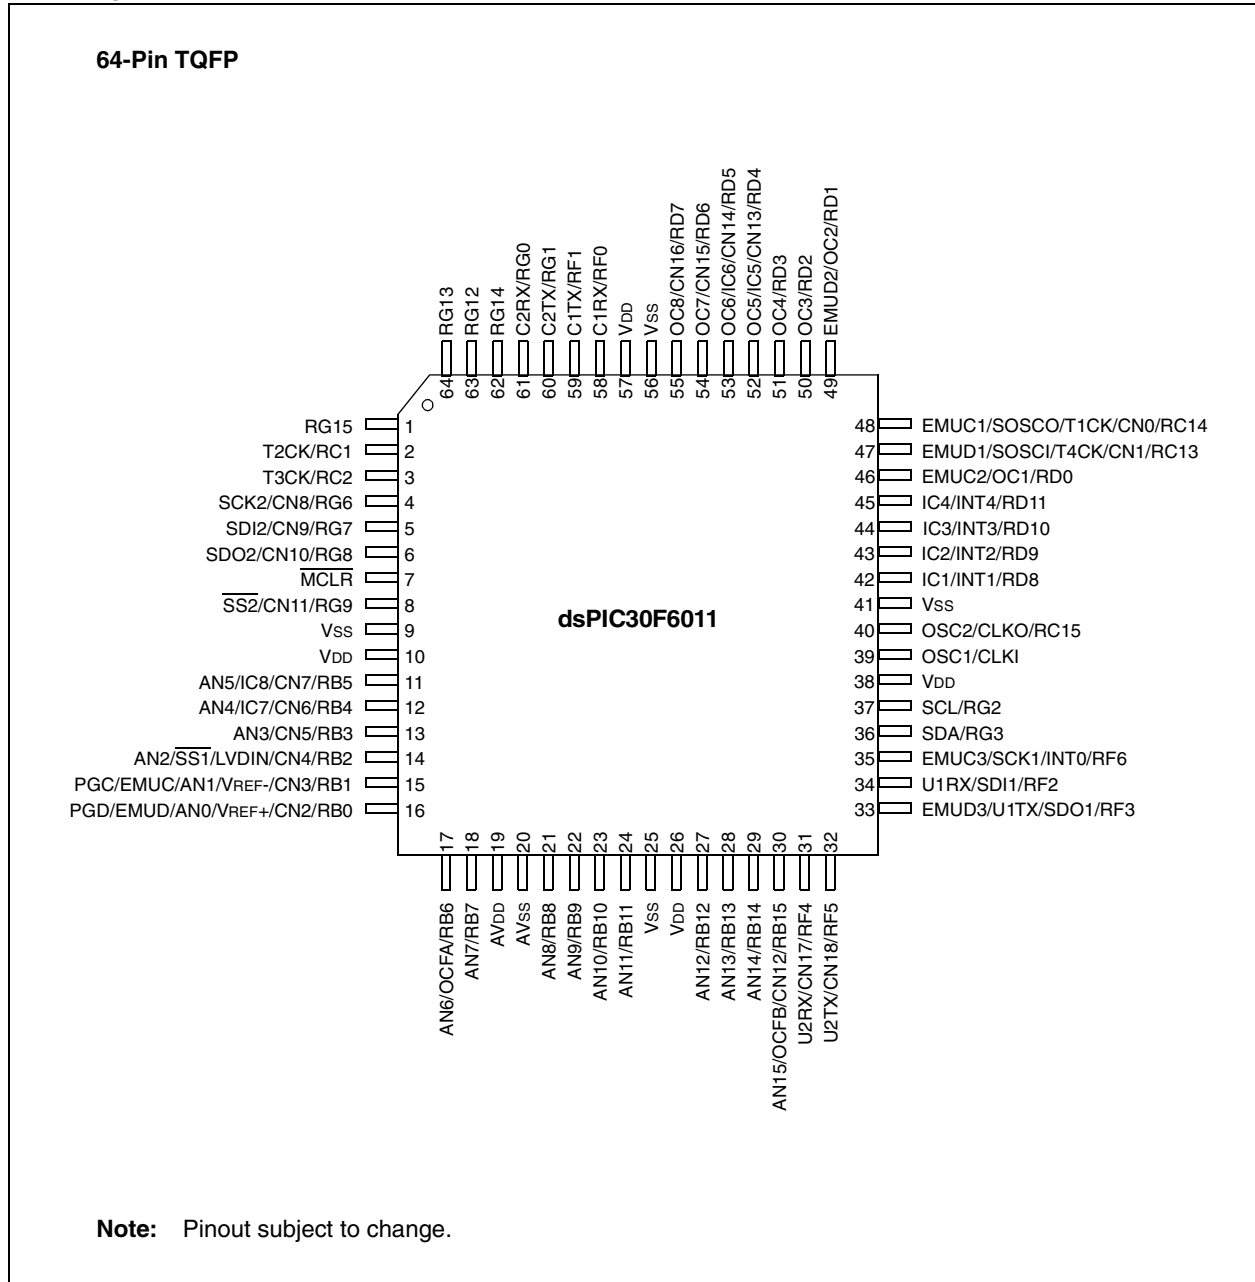 64-Pin TQFP
RG13
RG12
RG14
C2RX/RG0
C2TX/RG1
C1TX/RF1
C1RX/RF0
VDD
VSS
OC8/CN16/RD7
OC7/CN15/RD6
OC6/IC6/CN14/RD5
OC5/IC5/CN13/RD4
OC4/RD3
OC3/RD2
EMUD2/OC2/RD1
64
63
62
61
60
59
58
57
56
55
54
53
52
51
50
49
RG15 1
T2CK/RC1 2
T3CK/RC2 3
SCK2/CN8/RG6 4
SDI2/CN9/RG7 5
SDO2/CN10/RG8 6
MCLR 7
SS2/CN11/RG9 8
VSS 9
VDD 10
AN5/IC8/CN7/RB5 11
AN4/IC7/CN6/RB4 12
AN3/CN5/RB3 13
AN2/SS1/LVDIN/CN4/RB2 14
PGC/EMUC/AN1/VREF-/CN3/RB1 15
PGD/EMUD/AN0/VREF+/CN2/RB0 16
dsPIC30F6011
48 EMUC1/SOSCO/T1CK/CN0/RC14
47 EMUD1/SOSCI/T4CK/CN1/RC13
46 EMUC2/OC1/RD0
45 IC4/INT4/RD11
44 IC3/INT3/RD10
43 IC2/INT2/RD9
42 IC1/INT1/RD8
41 VSS
40 OSC2/CLKO/RC15
39 OSC1/CLKI
38 VDD
37 SCL/RG2
36 SDA/RG3
35 EMUC3/SCK1/INT0/RF6
34 U1RX/SDI1/RF2
33 EMUD3/U1TX/SDO1/RF3
17
18
19
20
21
22
23
24
25
26
27
28
29
30
31
32
AN6/OCFA/RB6
AN7/RB7
AVDD
AVSS
AN8/RB8
AN9/RB9
AN10/RB10
AN11/RB11
VSS
VDD
AN12/RB12
AN13/RB13
AN14/RB14
AN15/OCFB/CN12/RB15
U2RX/CN17/RF4
U2TX/CN18/RF5
Note: Pinout subject to change.